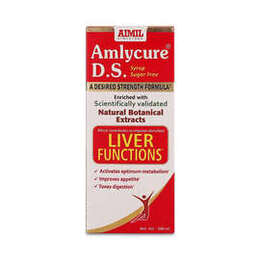 AIMIL
Amlycure®
D.S. Syrup
Sugar Free
A DESIRED STRENGTH FORMULA
Enriched with
Scientifically validated
Natural Botanical
Extracts
LIVER
FUNCTIONS
✓ Activates optimum metabolism
✓ Improves appetite
✓ Tones digestion